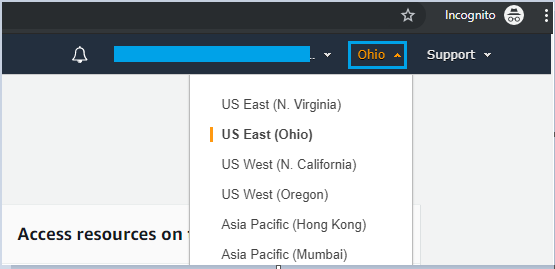 Incognito
.. Ohio Support
US East (N. Virginia)
US East (Ohio)
US West (N. California)
US West (Oregon)
Asia Pacific (Hong Kong)
Access resources on
Asia Pacific (Mumbai)